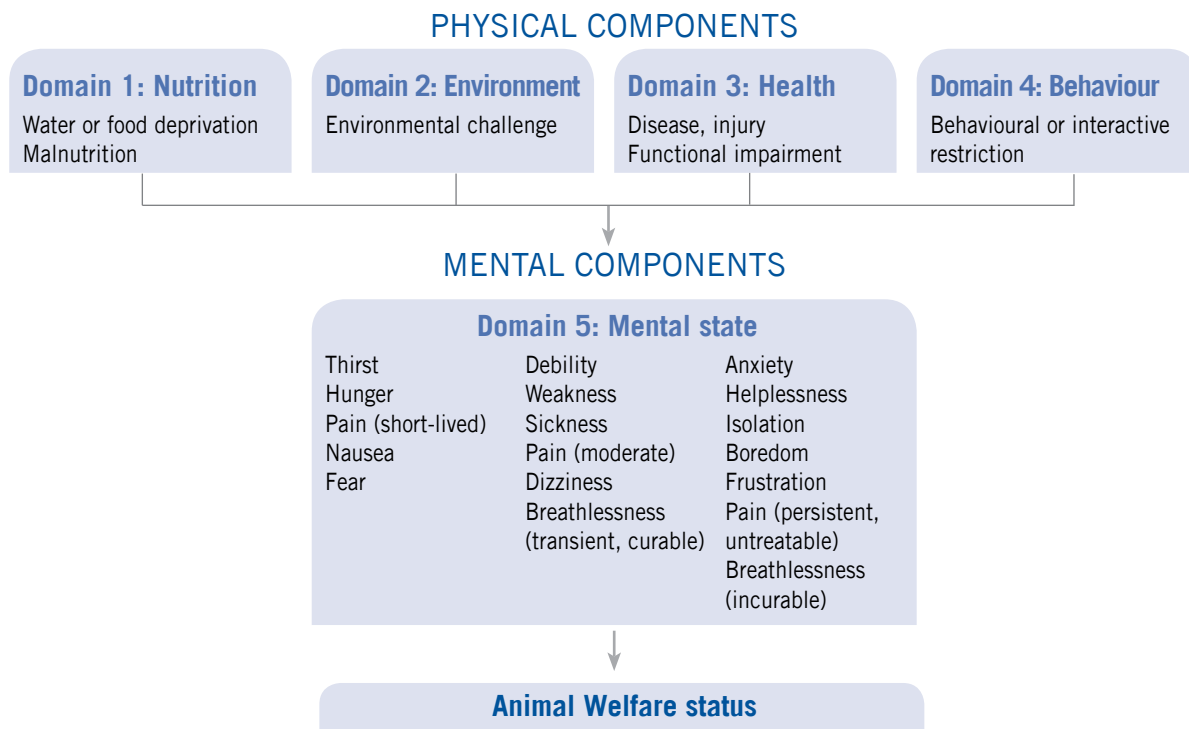 PHYSICAL COMPONENTS
Domain 1: Nutrition
Water or food deprivation
Malnutrition
Domain 2: Environment
Environmental challenge
Domain 3: Health
Disease, injury
Functional impairment
Domain 4: Behaviour
Behavioural or interactive
restriction
MENTAL COMPONENTS
Domain 5: Mental state
Thirst
Hunger
Pain (short-lived)
Nausea
Fear
Debility
Weakness
Sickness
Pain (moderate)
Dizziness
Breathlessness
(transient, curable)
Anxiety
Helplessness
Isolation
Boredom
Frustration
Pain (persistent,
untreatable)
Breathlessness
(incurable)
Animal Welfare status